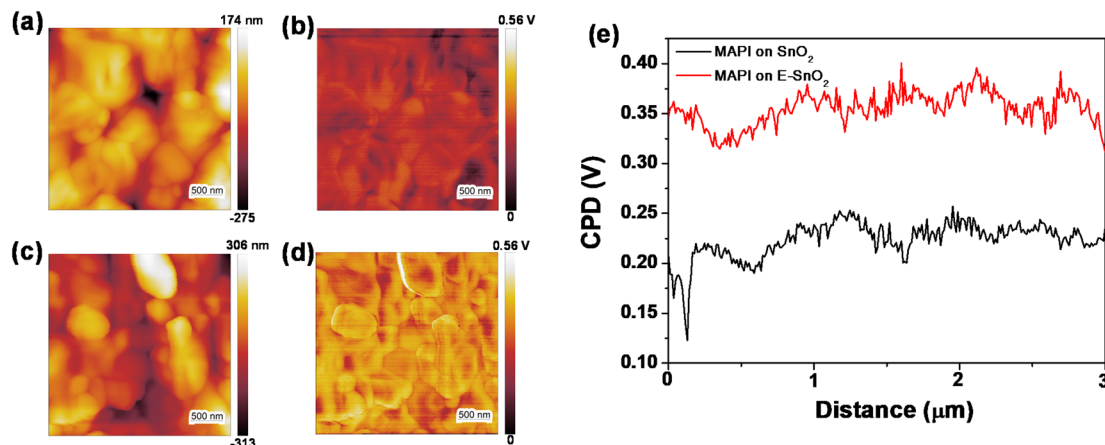 (a)
174 nm
500 nm
-275
(b)
0.56 V
500 nm
0
(c)
306 nm
500 nm
-313
(d)
0.56 V
500 nm
0
(e)
MAPI on SnO₂
MAPI on E-SnO₂
CPD (V)
0.40
0.35
0.30
0.25
0.20
0.15
0.10
0 1 2 3
Distance (μm)